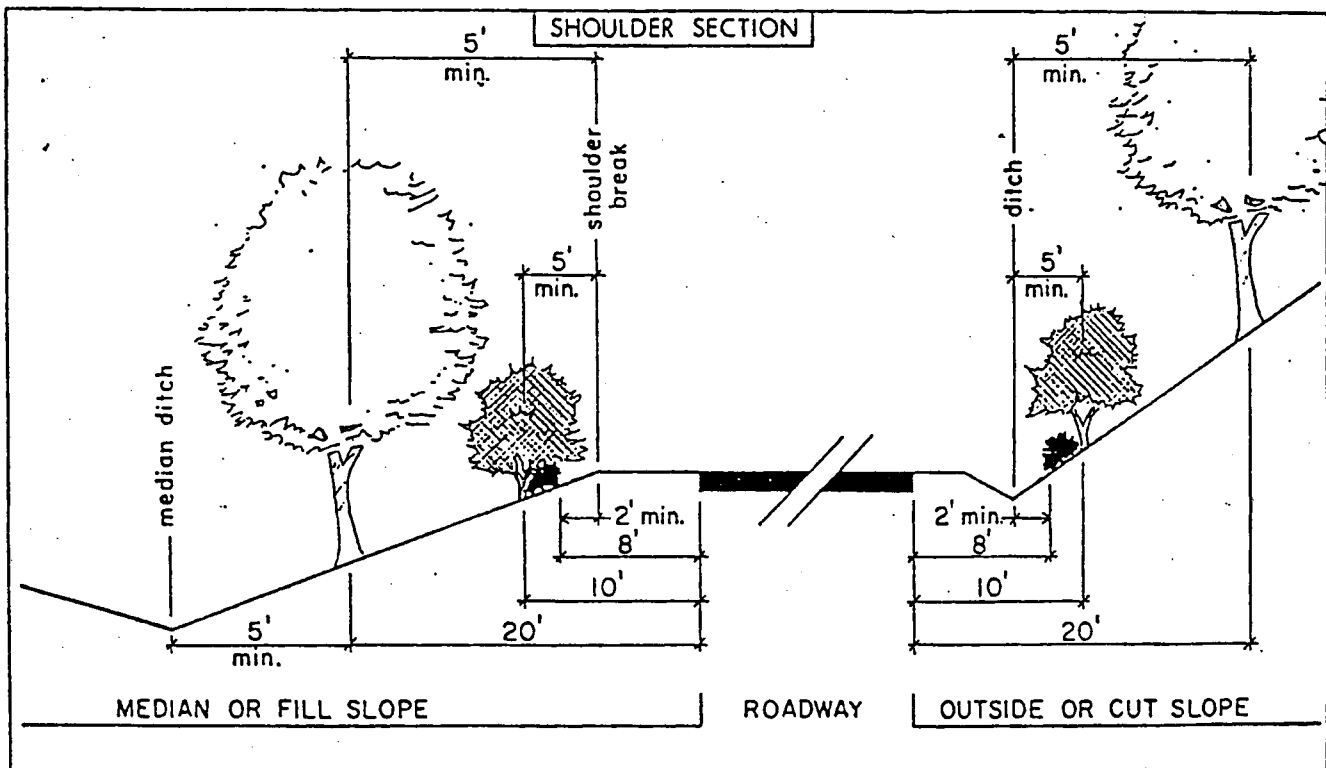 SHOULDER SECTION
5'
min.
5'
min.
shoulder
break
ditch
5'
min.
5'
min.
median ditch
2' min.
2' min.
8'
8'
10'
10'
5'
min.
20'
20'
MEDIAN OR FILL SLOPE
ROADWAY
OUTSIDE OR CUT SLOPE